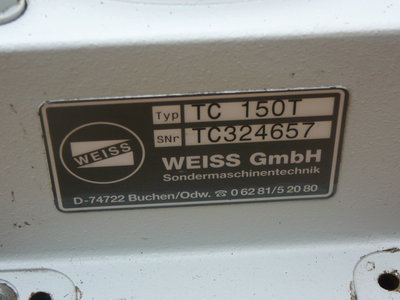 Typ TC 150T
SNr TC324657
WEISS
WEISS GmbH
Sondermaschinentechnik
D-74722 Buchen/Odw. ☎ 0 62 81/5 20 80